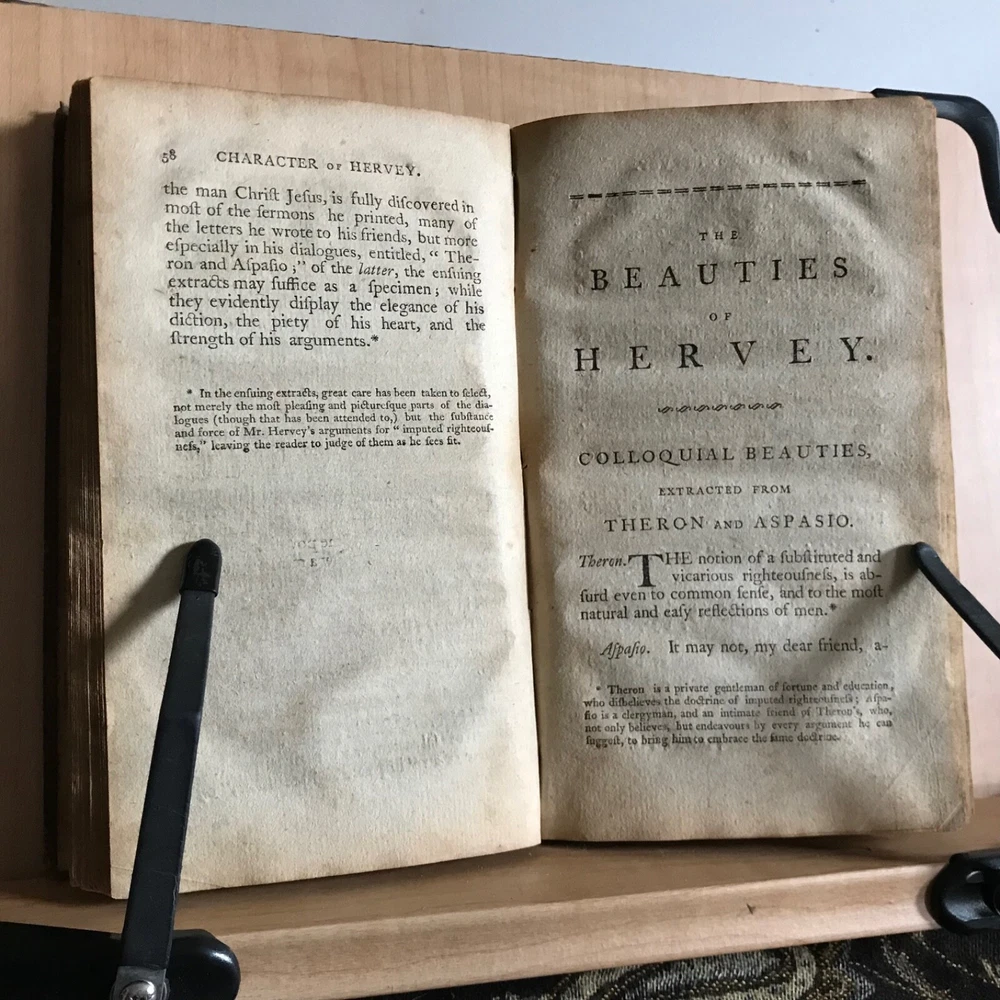 58 CHARACTER OF HERVEY.
the man Chriſt Jeſus, is fully diſcovered in
moſt of the ſermons he printed, many of
the letters he wrote to his friends, but more
eſpecially in his dialogues, entitled, “ The-
ron and Aſpaſio ;” of the latter, the enſuing
extracts may ſuffice as a ſpecimen ; while
they evidently diſplay the elegance of his
diction, the piety of his heart, and the
ſtrength of his arguments.*
* In the enſuing extracts, great care has been taken to ſelect,
not merely the moſt pleaſing and pictureſque parts of the dia-
logues (though that has been attended to,) but the ſubſtance
and force of Mr. Hervey's arguments for “ imputed righteouſ-
neſs,” leaving the reader to judge of them as he ſees fit.
THE
BEAUTIES
OF
HERVEY.
COLLOQUIAL BEAUTIES,
EXTRACTED FROM
THERON AND ASPASIO.
Theron. THE notion of a ſubſtituted and
vicarious righteouſneſs, is ab-
ſurd even to common ſenſe, and to the moſt
natural and eaſy reflections of men.*
Aſpaſio. It may not, my dear friend, a-
* Theron is a private gentleman of fortune and education,
who diſbelieves the doctrine of imputed righteouſneſs ; Aſpa-
ſio is a clergyman, and an intimate friend of Theron's, who,
not only believes, but endeavours by every argument he can
ſuggeſt, to bring him to embrace the ſame doctrine.